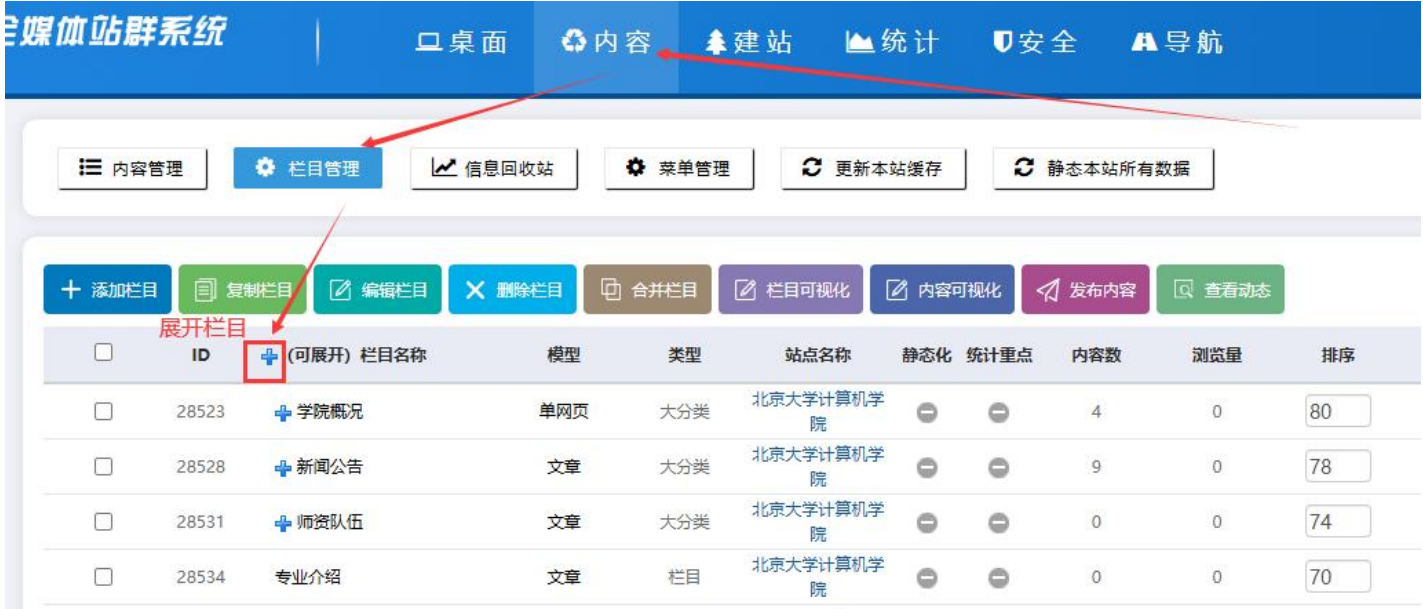 全媒体站群系统
桌面 内容 建站 统计 安全 导航
内容管理 栏目管理 信息回收站 菜单管理 更新本站缓存 静态本站所有数据
添加栏目 复制栏目 编辑栏目 删除栏目 合并栏目 栏目可视化 内容可视化 发布内容 查看动态
展开栏目
ID (可展开) 栏目名称 模型 类型 站点名称 静态化 统计重点 内容数 浏览量 排序
28523 学院概况 单网页 大分类 北京大学计算机学 4 0 80
院
28528 新闻公告 文章 大分类 北京大学计算机学 9 0 78
院
28531 师资队伍 文章 大分类 北京大学计算机学 0 0 74
院
28534 专业介绍 文章 栏目 北京大学计算机学 0 0 70
院